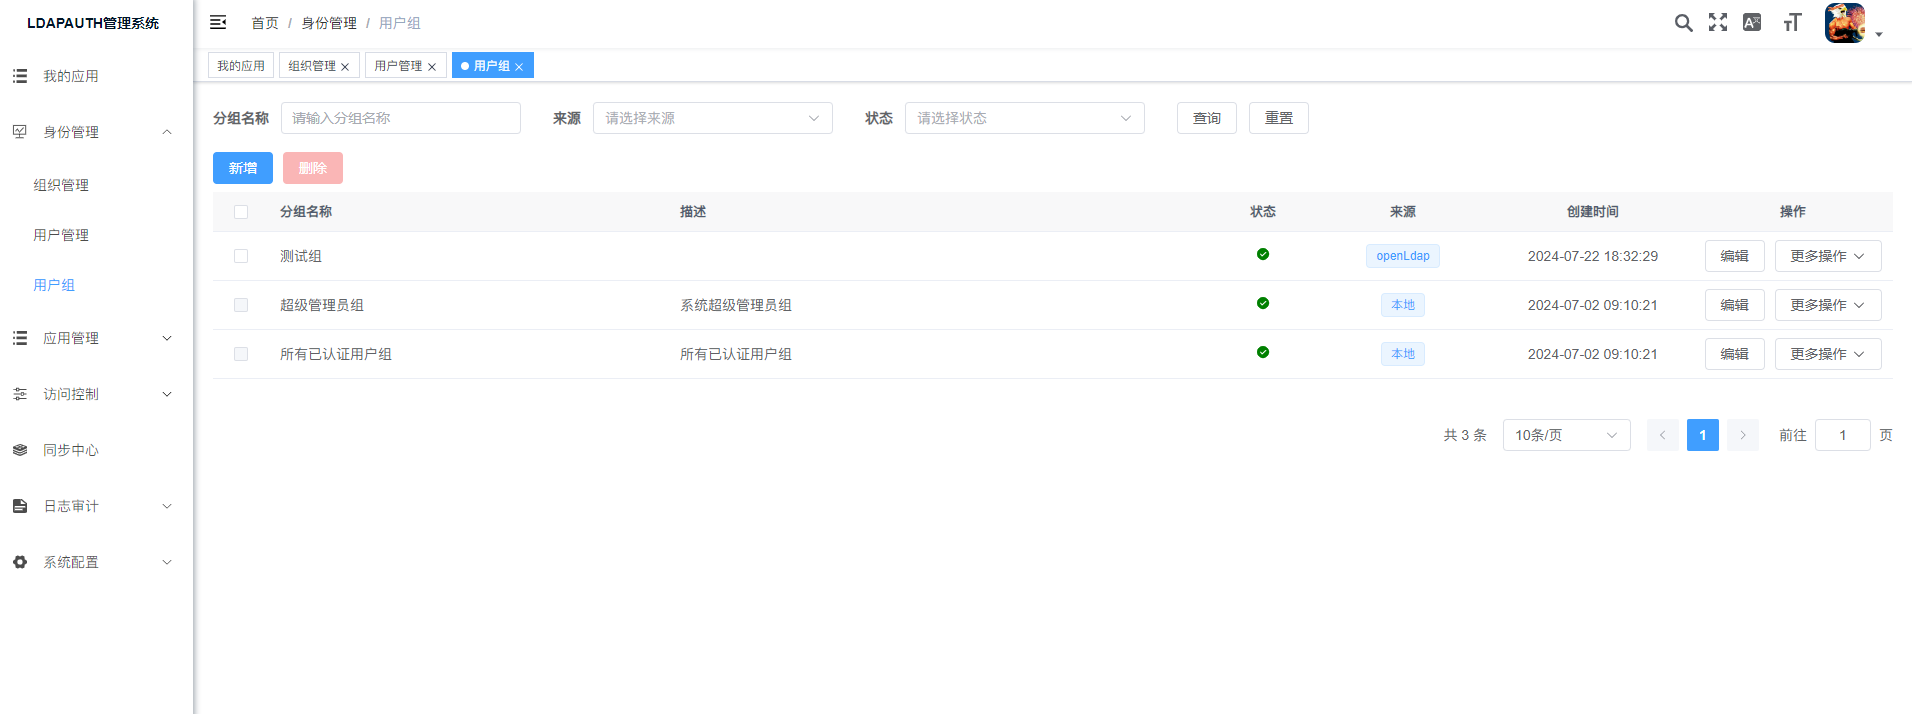 LDAPAUTH管理系统
我的应用
身份管理
组织管理
用户管理
用户组
应用管理
访问控制
同步中心
日志审计
系统配置
首页 / 身份管理 / 用户组
我的应用 组织管理 用户管理 用户组
分组名称 请输入分组名称 来源 请选择来源 状态 请选择状态 查询 重置
新增 删除
分组名称 描述 状态 来源 创建时间 操作
测试组 openLdap 2024-07-22 18:32:29 编辑 更多操作
超级管理员组 系统超级管理员组 本地 2024-07-02 09:10:21 编辑 更多操作
所有已认证用户组 所有已认证用户组 本地 2024-07-02 09:10:21 编辑 更多操作
共 3 条 10条/页 1 前往 1 页